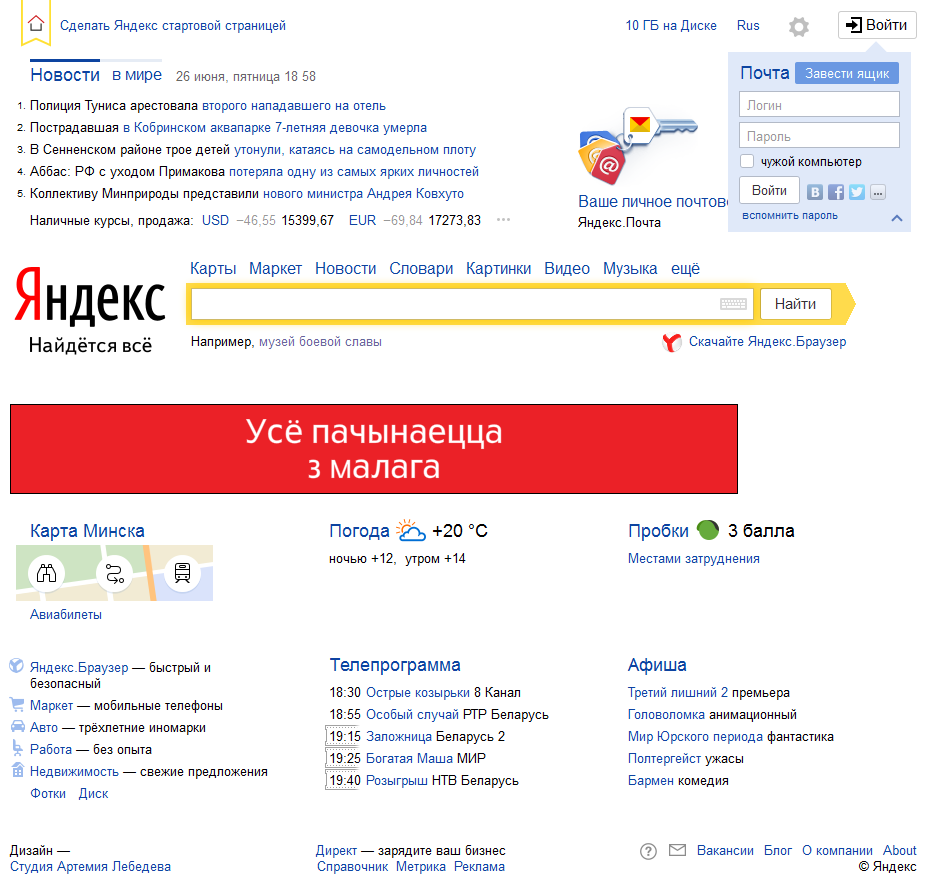 Сделать Яндекс стартовой страницей
10 ГБ на Диске Rus Войти
Новости в мире 26 июня, пятница 18 58
1. Полиция Туниса арестовала второго нападавшего на отель
2. Пострадавшая в Кобринском аквапарке 7-летняя девочка умерла
3. В Сенненском районе трое детей утонули, катаясь на самодельном плоту
4. Аббас: РФ с уходом Примакова потеряла одну из самых ярких личностей
5. Коллективу Минприроды представили нового министра Андрея Ковхуто
Наличные курсы, продажа: USD −46,55 15399,67 EUR −69,84 17273,83 ...
Ваше личное почтово
Яндекс.Почта
Почта Завести ящик
Логин
Пароль
чужой компьютер
Войти
вспомнить пароль
Карты Маркет Новости Словари Картинки Видео Музыка ещё
Яндекс
Найдётся всё
Найти
Например, музей боевой славы
Скачайте Яндекс.Браузер
Усё пачынаецца
з малага
Карта Минска
Авиабилеты
Погода +20 °C
ночью +12, утром +14
Пробки 3 балла
Местами затруднения
Яндекс.Браузер — быстрый и
безопасный
Маркет — мобильные телефоны
Авто — трёхлетние иномарки
Работа — без опыта
Недвижимость — свежие предложения
Фотки Диск
Телепрограмма
18:30 Острые козырьки 8 Канал
18:55 Особый случай РТР Беларусь
19:15 Заложница Беларусь 2
19:25 Богатая Маша МИР
19:40 Розыгрыш НТВ Беларусь
Афиша
Третий лишний 2 премьера
Головоломка анимационный
Мир Юрского периода фантастика
Полтергейст ужасы
Бармен комедия
Дизайн —
Студия Артемия Лебедева
Директ — зарядите ваш бизнес
Справочник Метрика Реклама
Вакансии Блог О компании About
© Яндекс